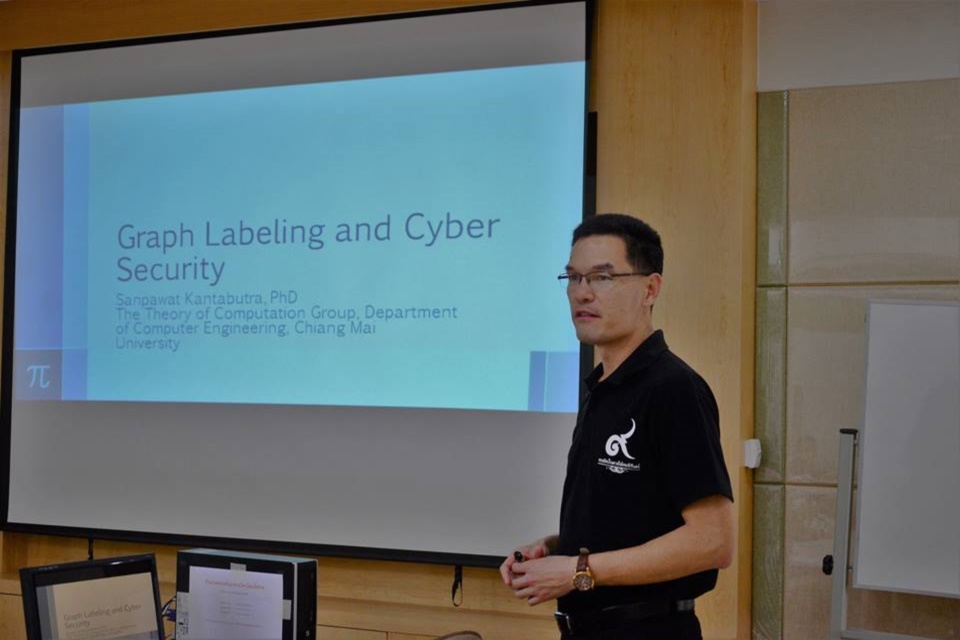 Graph Labeling and Cyber
Security
Sanpawat Kantabutra, PhD
The Theory of Computation Group, Department
of Computer Engineering, Chiang Mai
University
π
๙
Graph Labeling and Cyber
Security